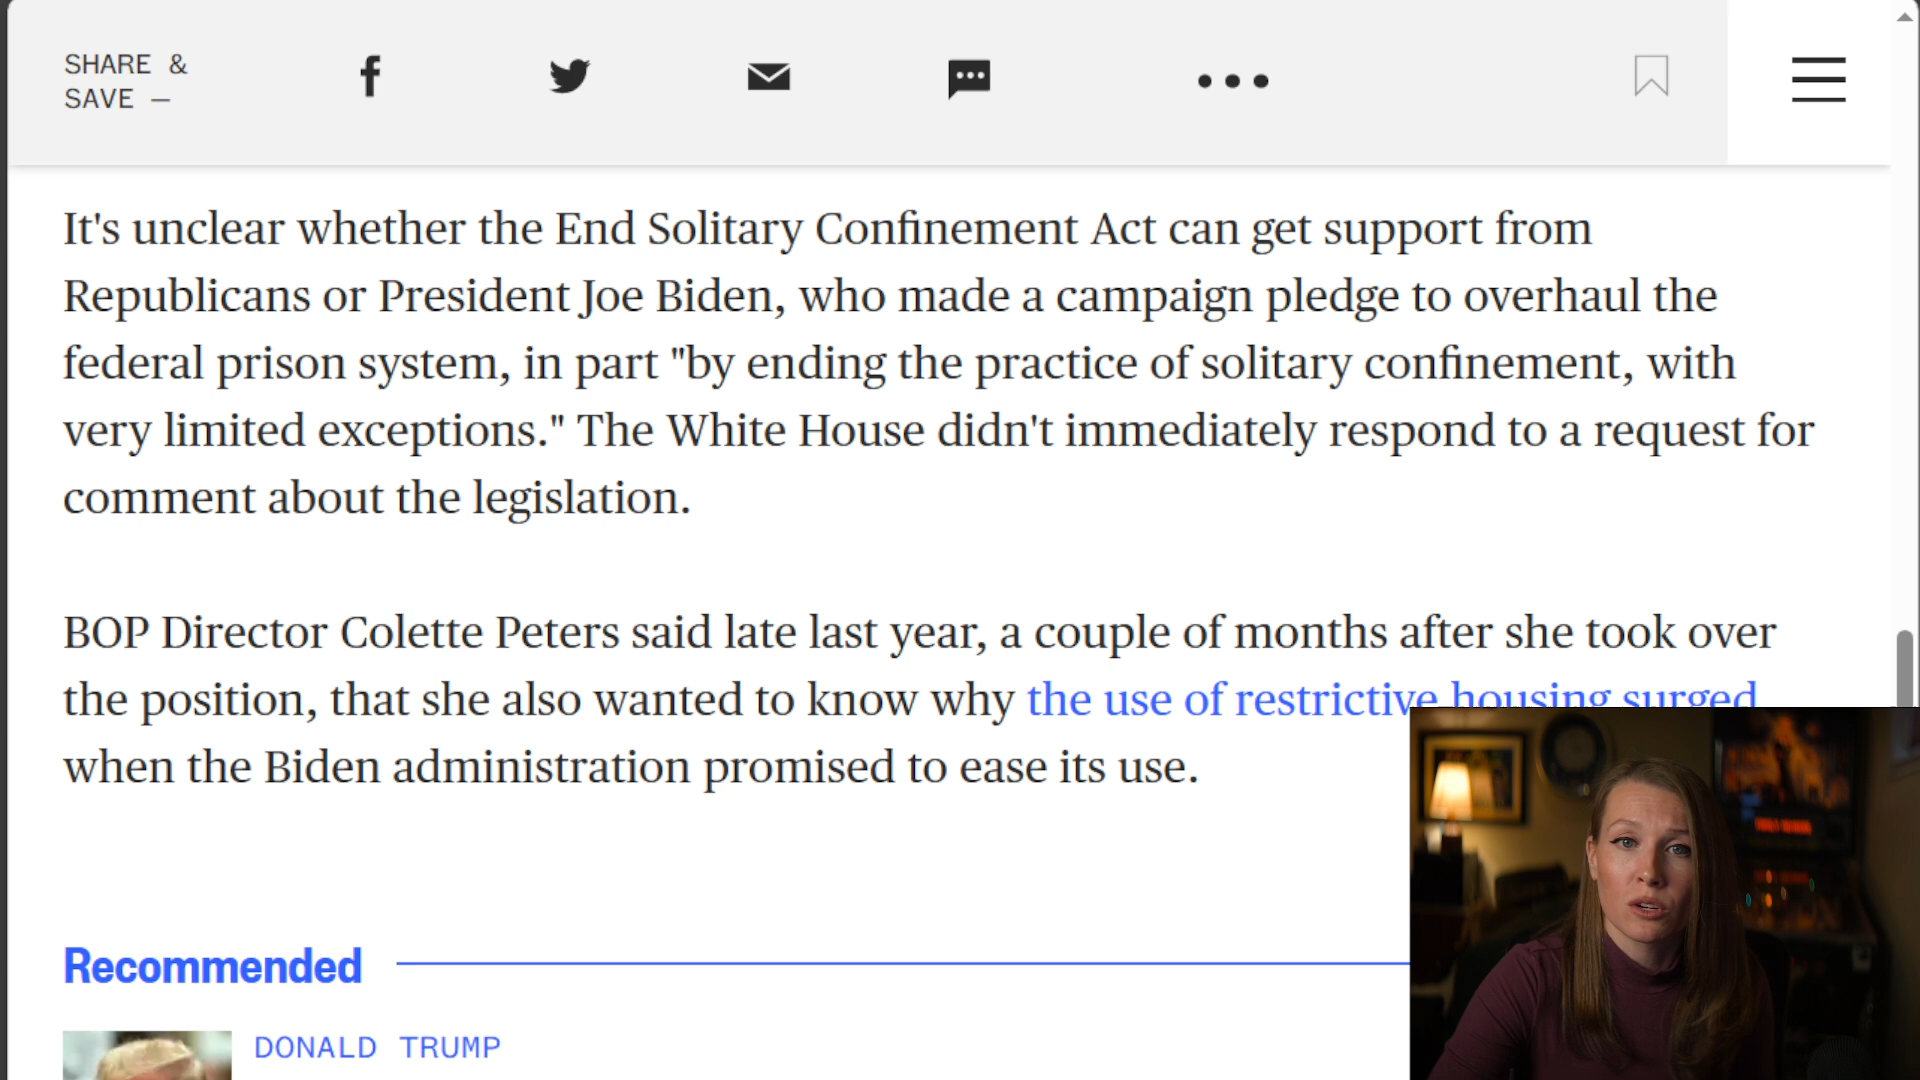 SHARE &
SAVE —
It's unclear whether the End Solitary Confinement Act can get support from
Republicans or President Joe Biden, who made a campaign pledge to overhaul the
federal prison system, in part "by ending the practice of solitary confinement, with
very limited exceptions." The White House didn't immediately respond to a request for
comment about the legislation.
BOP Director Colette Peters said late last year, a couple of months after she took over
the position, that she also wanted to know why the use of restrictive housing surged
when the Biden administration promised to ease its use.
Recommended
DONALD TRUMP